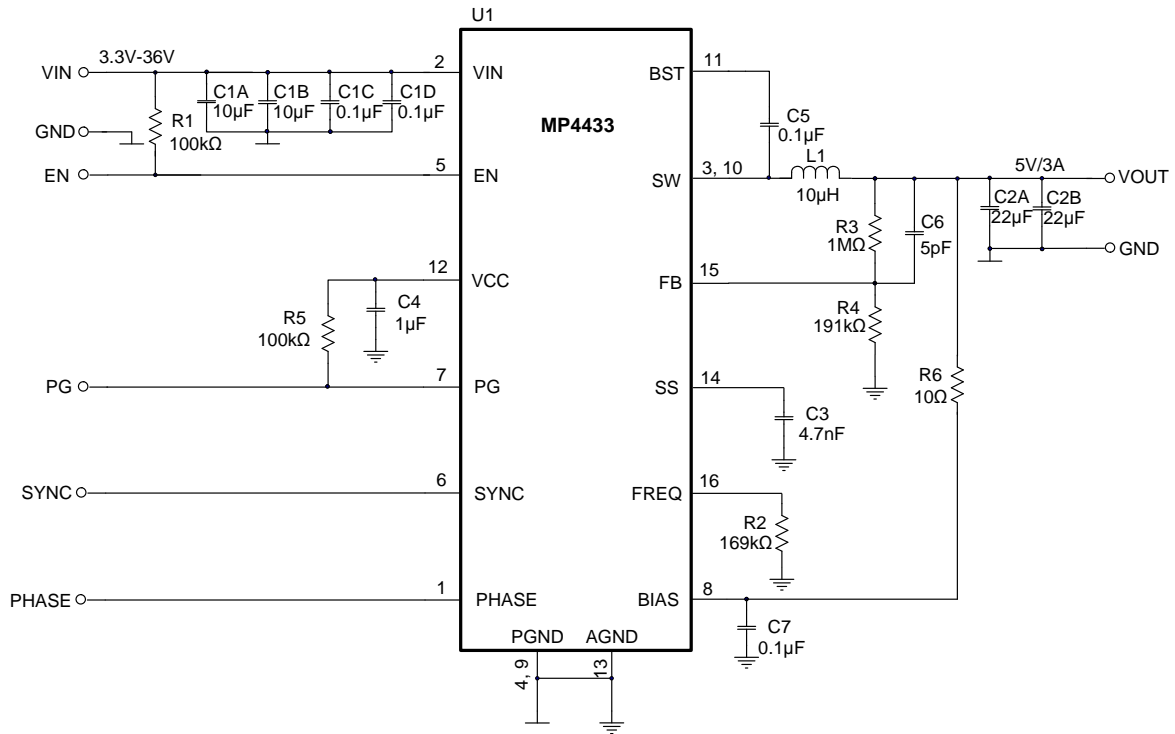 U1
MP4433
VIN
3.3V-36V
2
VIN
C1A
10µF
C1B
10µF
C1C
0.1µF
C1D
0.1µF
GND
R1
100kΩ
EN
5
EN
12
VCC
C4
1µF
R5
100kΩ
PG
7
PG
SYNC
6
SYNC
PHASE
1
PHASE
PGND
AGND
4, 9
13
BST
11
C5
0.1µF
SW
3, 10
L1
10µH
5V/3A
VOUT
C2A
22µF
C2B
22µF
GND
R3
1MΩ
C6
5pF
FB
15
R4
191kΩ
R6
10Ω
SS
14
C3
4.7nF
FREQ
16
R2
169kΩ
BIAS
8
C7
0.1µF